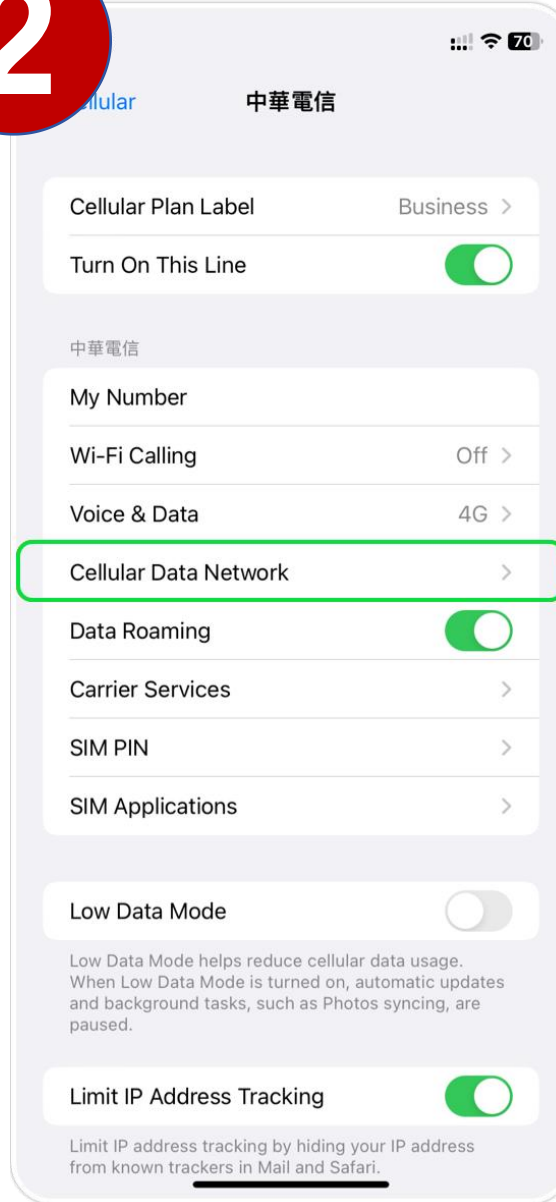 2
70
Cellular
中華電信
Cellular Plan Label Business
Turn On This Line
中華電信
My Number
Wi-Fi Calling Off
Voice & Data 4G
Cellular Data Network
Data Roaming
Carrier Services
SIM PIN
SIM Applications
Low Data Mode
Low Data Mode helps reduce cellular data usage.
When Low Data Mode is turned on, automatic updates
and background tasks, such as Photos syncing, are
paused.
Limit IP Address Tracking
Limit IP address tracking by hiding your IP address
from known trackers in Mail and Safari.